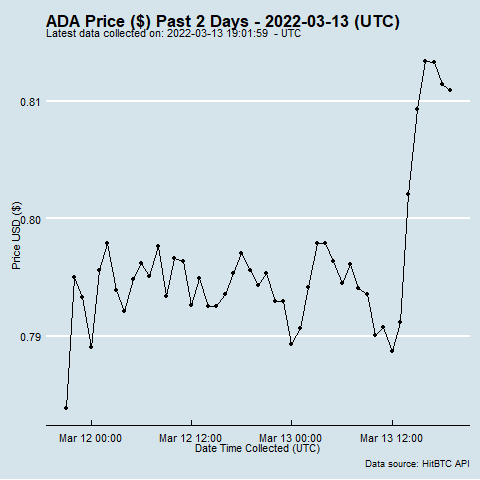 ADA Price ($) Past 2 Days - 2022-03-13 (UTC)
Latest data collected on: 2022-03-13 19:01:59 - UTC
0.81
0.80
0.79
Price USD ($)
Mar 12 00:00
Mar 12 12:00
Mar 13 00:00
Mar 13 12:00
Date Time Collected (UTC)
Data source: HitBTC API